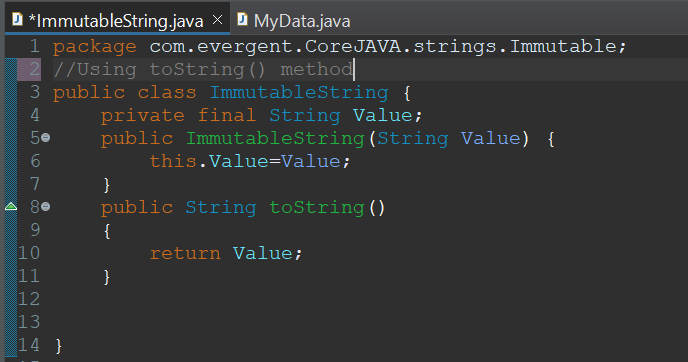 *ImmutableString.java × MyData.java
1 package com.evergent.CoreJAVA.strings.Immutable;
2 //Using toString() method
3 public class ImmutableString {
4     private final String Value;
5     public ImmutableString(String Value) {
6         this.Value=Value;
7     }
8     public String toString()
9     {
10         return Value;
11     }
12
13
14 }